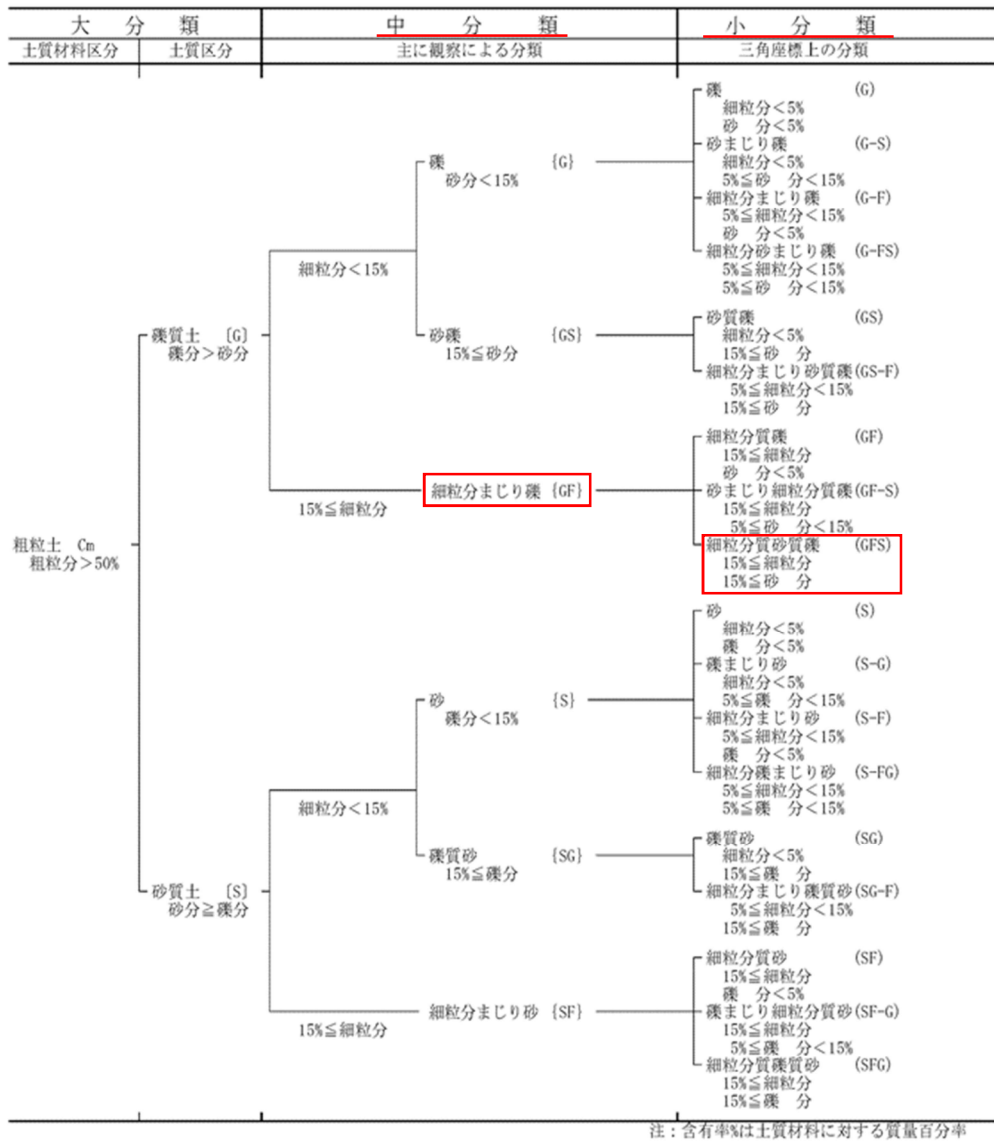 大 分 類 中 分 類 小 分 類
土質材料区分 土質区分 主に観察による分類 三角座標上の分類
礫 (G)
細粒分<5%
砂 分<5%
砂まじり礫 (G-S)
礫 {G} 細粒分<5%
砂分<15% 5%≦砂 分<15%
細粒分まじり礫 (G-F)
5%≦細粒分<15%
砂 分<5%
細粒分砂まじり礫 (G-FS)
細粒分<15% 5%≦細粒分<15%
5%≦砂 分<15%
砂質礫 (GS)
礫質土 〔G〕 砂礫 {GS} 細粒分<5%
礫分>砂分 15%≦砂分 15%≦砂 分
細粒分まじり砂質礫(GS-F)
5%≦細粒分<15%
15%≦砂 分
細粒分質礫 (GF)
15%≦細粒分
砂 分<5%
細粒分まじり礫 {GF} 砂まじり細粒分質礫(GF-S)
15%≦細粒分 15%≦細粒分
5%≦砂 分<15%
粗粒土 Cm 細粒分質砂質礫 (GFS)
粗粒分>50% 15%≦細粒分
15%≦砂 分
砂 (S)
細粒分<5%
礫 分<5%
礫まじり砂 (S-G)
細粒分<5%
砂 {S} 5%≦礫 分<15%
礫分<15% 細粒分まじり砂 (S-F)
5%≦細粒分<15%
礫 分<5%
細粒分礫まじり砂 (S-FG)
5%≦細粒分<15%
細粒分<15% 5%≦礫 分<15%
礫質砂 (SG)
礫質砂 {SG} 細粒分<5%
15%≦礫分 15%≦礫 分
砂質土 〔S〕 細粒分まじり礫質砂(SG-F)
砂分≧礫分 5%≦細粒分<15%
15%≦礫 分
細粒分質砂 (SF)
15%≦細粒分
礫 分<5%
細粒分まじり砂 {SF} 礫まじり細粒分質砂(SF-G)
15%≦細粒分 15%≦細粒分
5%≦礫 分<15%
細粒分質礫質砂 (SFG)
15%≦細粒分
15%≦礫 分
注:含有率%は土質材料に対する質量百分率